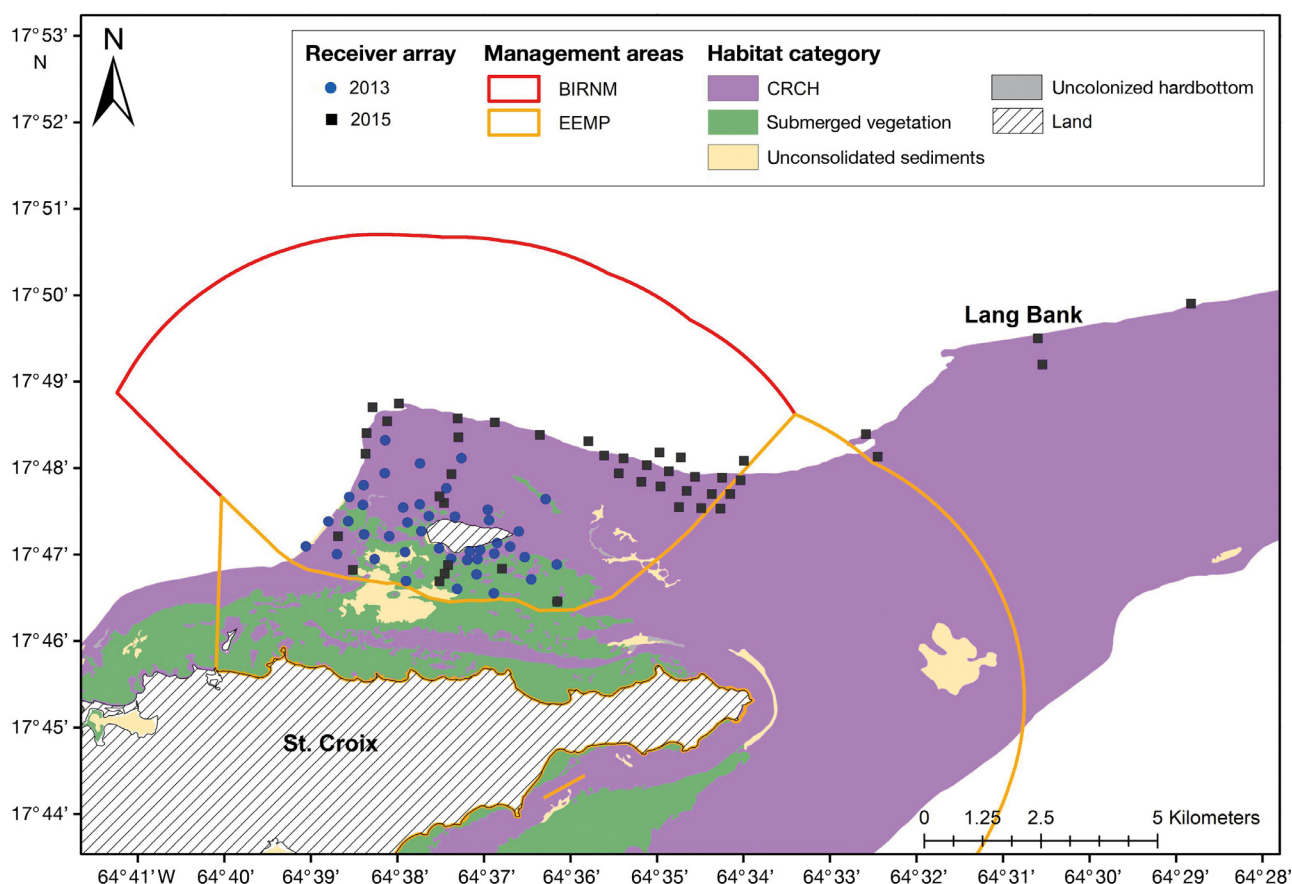 17°53’
N
17°52’
17°51’
17°50’
17°49’
17°48’
17°47’
17°46’
17°45’
17°44’
N
Receiver array
2013
2015
Management areas
BIRNM
EEMP
Habitat category
CRCH
Submerged vegetation
Unconsolidated sediments
Uncolonized hardbottom
Land
Lang Bank
St. Croix
0 1.25 2.5 5 Kilometers
64°41’W 64°40’ 64°39’ 64°38’ 64°37’ 64°36’ 64°35’ 64°34’ 64°33’ 64°32’ 64°31’ 64°30’ 64°29’ 64°28’